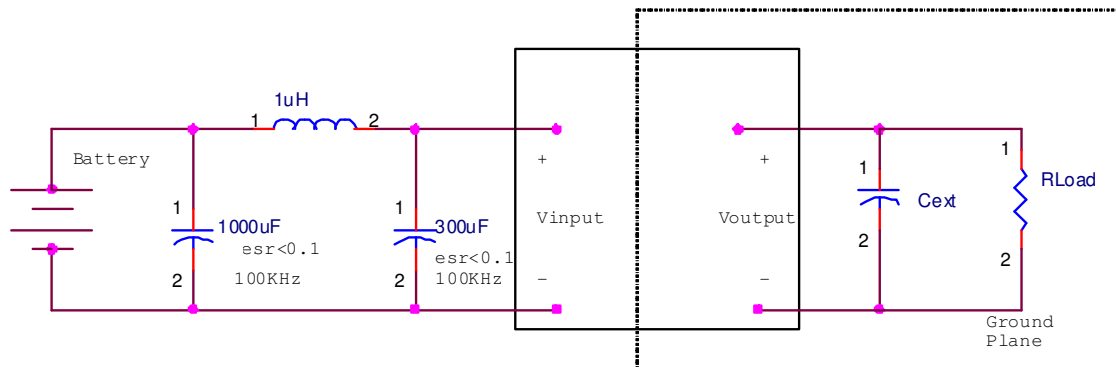 1uH
1
2
Battery
1
1000uF
esr<0.1
100KHz
2
1
300uF
esr<0.1
100KHz
2
+
Vinput
−
+
Voutput
−
1
Cext
2
1
RLoad
2
Ground
Plane